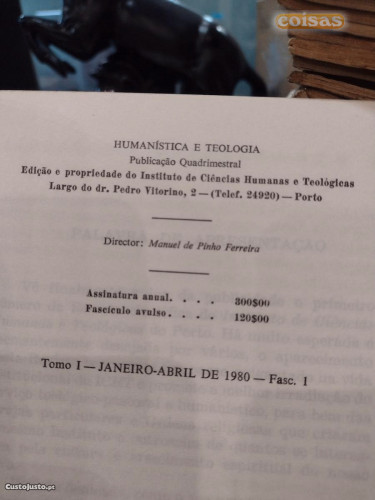 coisas
HUMANÍSTICA E TEOLOGIA
Publicação Quadrimestral
Edição e propriedade do Instituto de Ciências Humanas e Teológicas
Largo do dr. Pedro Vitorino, 2 — (Telef. 24920) — Porto
Director: Manuel de Pinho Ferreira
Assinatura anual. . . . 300$00
Fascículo avulso. . . . 120$00
Tomo I — JANEIRO-ABRIL DE 1980 — Fasc. 1
CustoJusto.pt